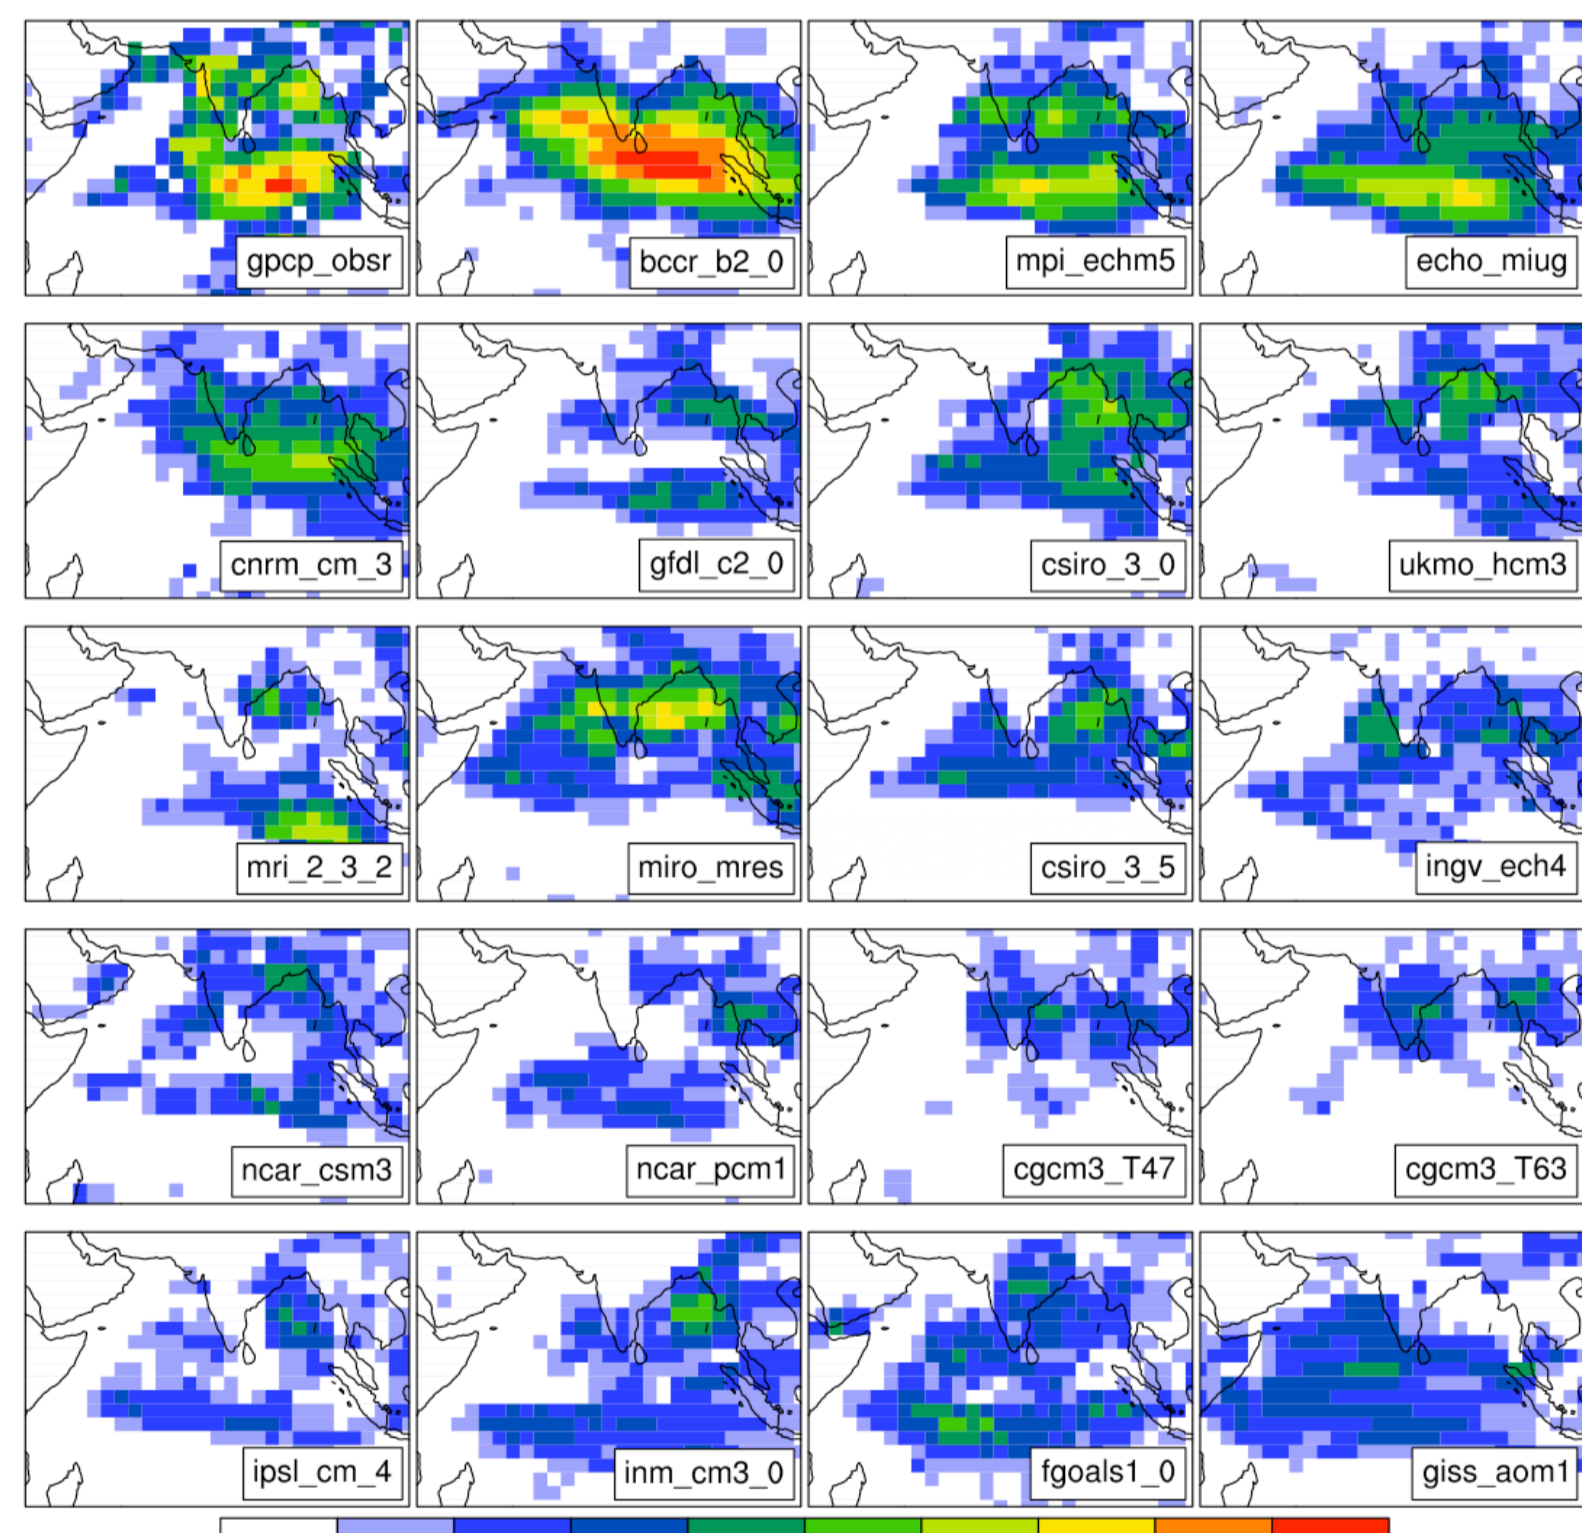 gpcp_obsr
bccr_b2_0
mpi_echm5
echo_miug
cnrm_cm_3
gfdl_c2_0
csiro_3_0
ukmo_hcm3
mri_2_3_2
miro_mres
csiro_3_5
ingv_ech4
ncar_csm3
ncar_pcm1
cgcm3_T47
cgcm3_T63
ipsl_cm_4
inm_cm3_0
fgoals1_0
giss_aom1